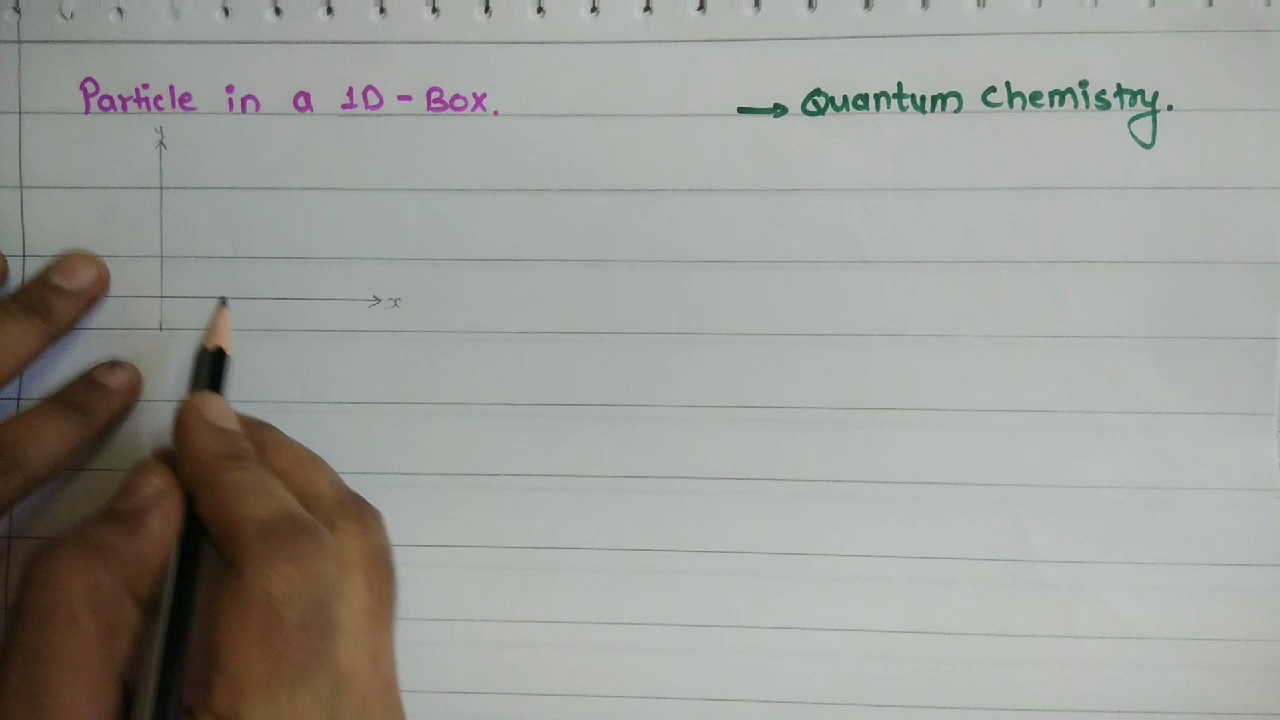 Particle in a 1D - Box.
→ Quantum chemistry.
y
x